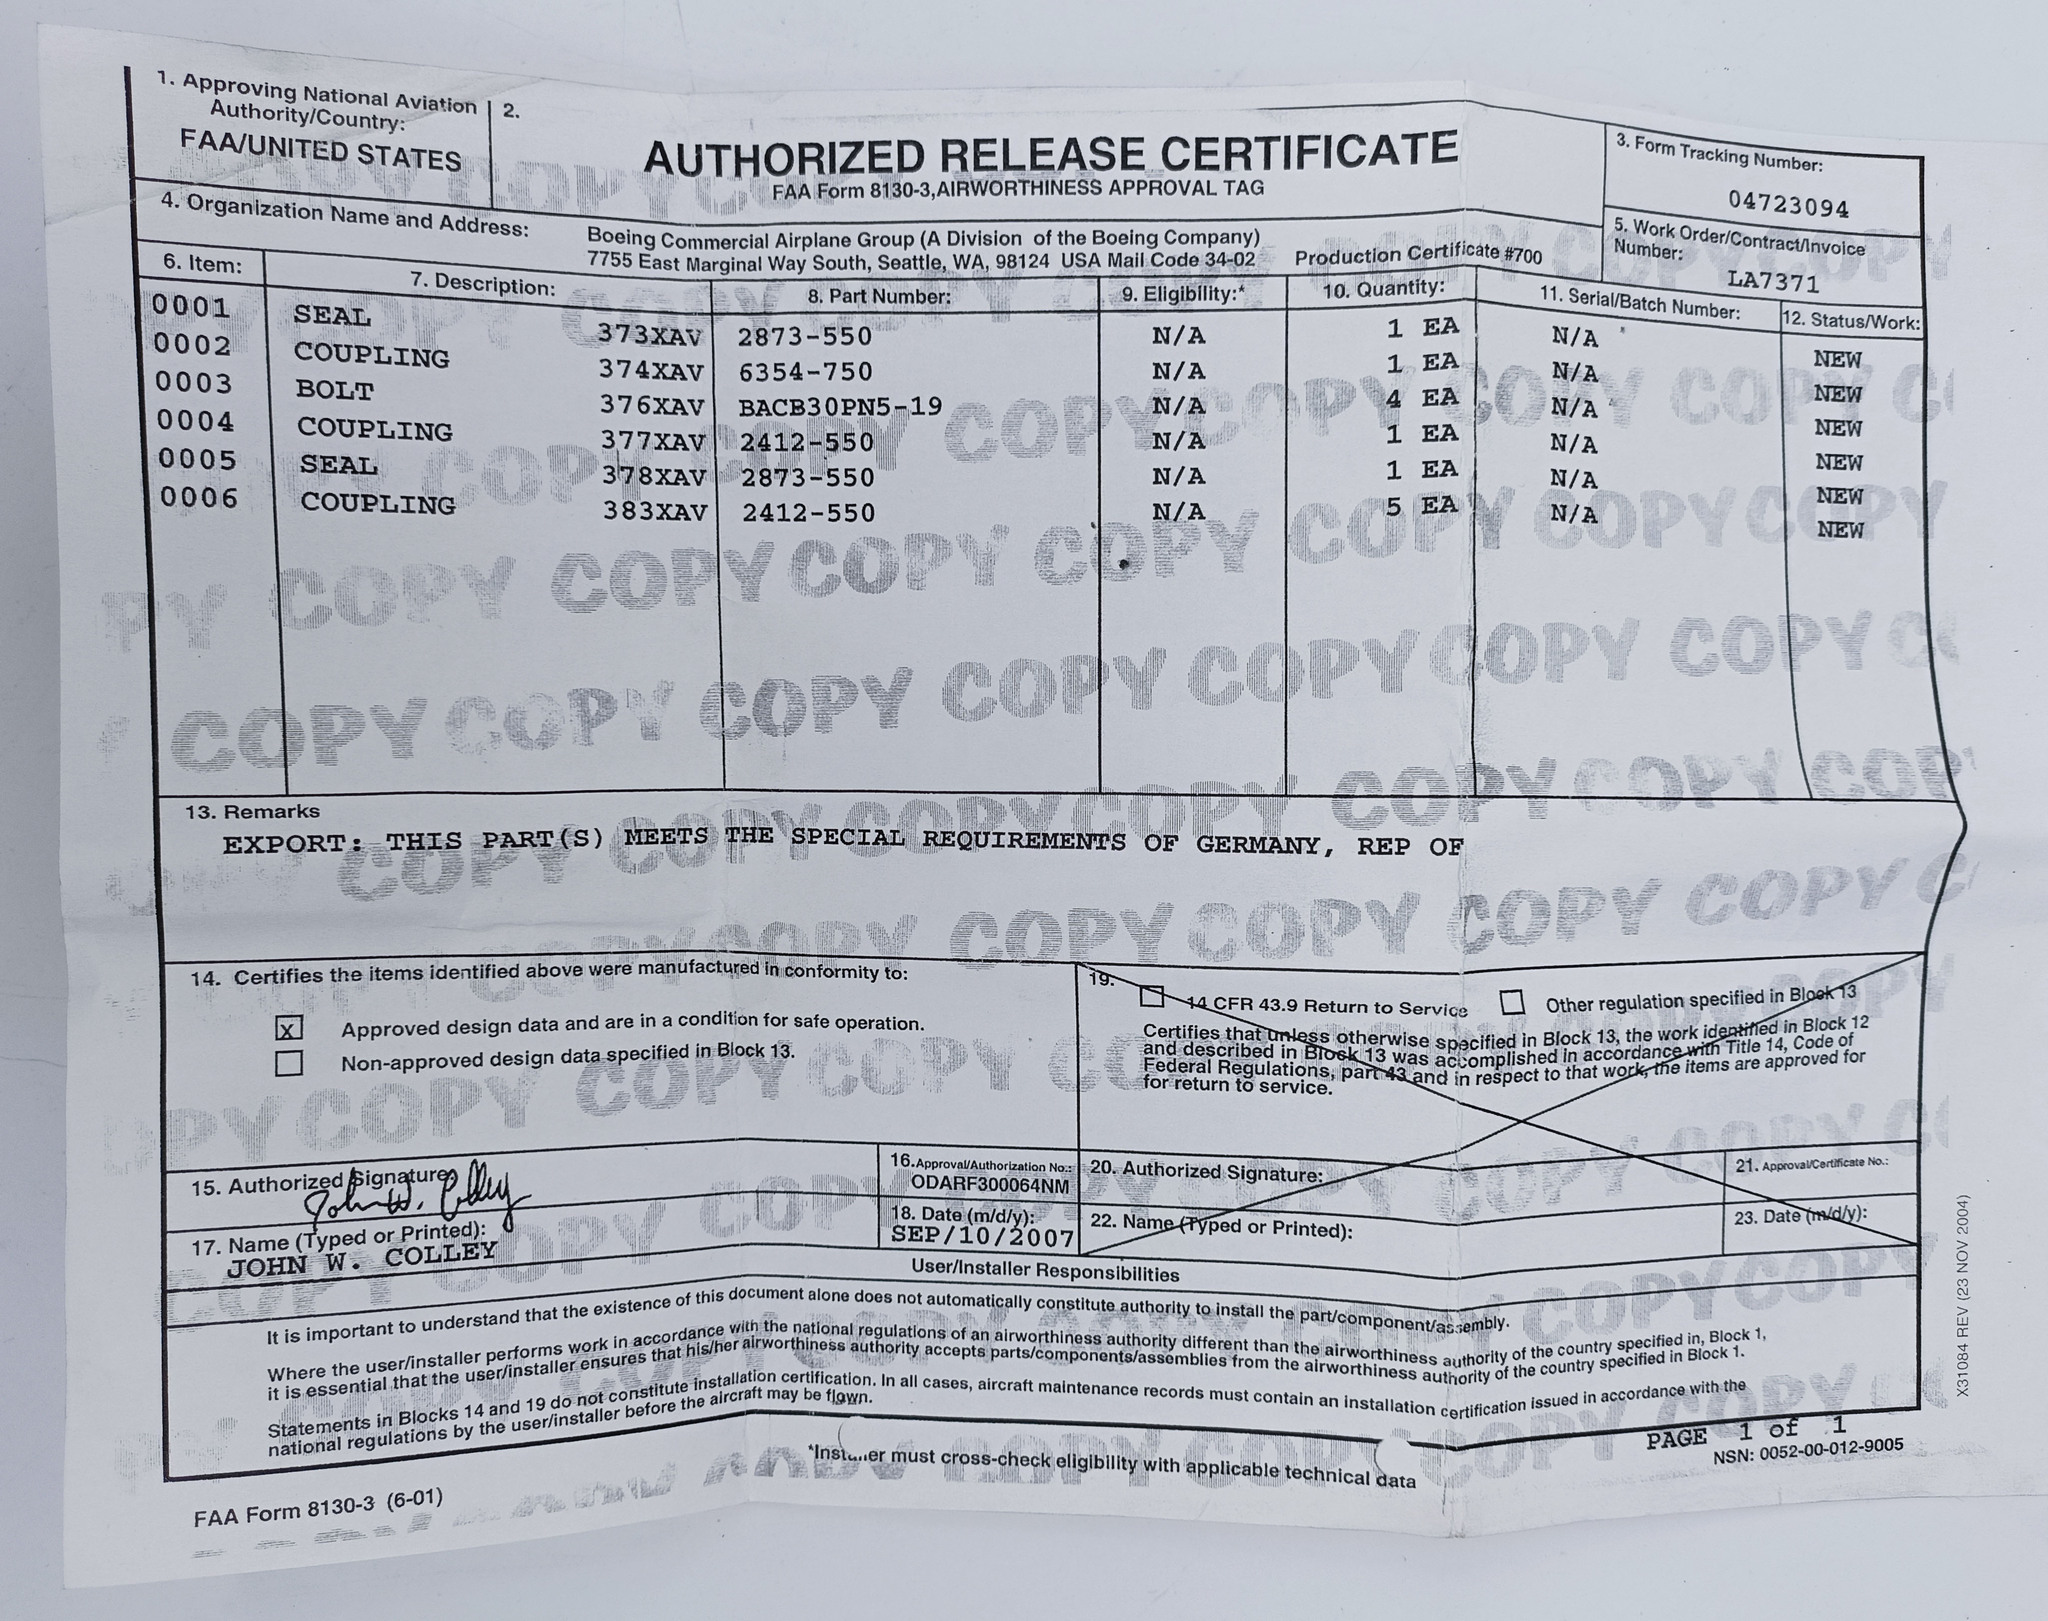 1. Approving National Aviation Authority/Country:
FAA/UNITED STATES
2.
AUTHORIZED RELEASE CERTIFICATE
FAA Form 8130-3,AIRWORTHINESS APPROVAL TAG
3. Form Tracking Number:
04723094
4. Organization Name and Address:
Boeing Commercial Airplane Group (A Division of the Boeing Company)
7755 East Marginal Way South, Seattle, WA, 98124 USA Mail Code 34-02 Production Certificate #700
5. Work Order/Contract/Invoice
Number: LA7371
6. Item: 7. Description: 8. Part Number: 9. Eligibility:* 10. Quantity: 11. Serial/Batch Number: 12. Status/Work:
0001 SEAL 373XAV 2873-550 N/A 1 EA N/A NEW
0002 COUPLING 374XAV 6354-750 N/A 1 EA N/A NEW
0003 BOLT 376XAV BACB30PN5-19 N/A 4 EA N/A NEW
0004 COUPLING 377XAV 2412-550 N/A 1 EA N/A NEW
0005 SEAL 378XAV 2873-550 N/A 1 EA N/A NEW
0006 COUPLING 383XAV 2412-550 N/A 5 EA N/A NEW
COPY COPY COPY COPY COPY COPY COPY
13. Remarks
EXPORT: THIS PART(S) MEETS THE SPECIAL REQUIREMENTS OF GERMANY, REP OF
14. Certifies the items identified above were manufactured in conformity to:
x Approved design data and are in a condition for safe operation.
Non-approved design data specified in Block 13.
19. 14 CFR 43.9 Return to Service Other regulation specified in Block 13
Certifies that unless otherwise specified in Block 13, the work identified in Block 12
and described in Block 13 was accomplished in accordance with Title 14, Code of
Federal Regulations, part 43 and in respect to that work, the items are approved for
for return to service.
15. Authorized Signature
John W. Colley
16.Approval/Authorization No.:
ODARF300064NM
20. Authorized Signature:
21. Approval/Certificate No.:
17. Name (Typed or Printed):
JOHN W. COLLEY
18. Date (m/d/y):
SEP/10/2007
22. Name (Typed or Printed):
23. Date (m/d/y):
User/Installer Responsibilities
It is important to understand that the existence of this document alone does not automatically constitute authority to install the part/component/assembly.
Where the user/installer performs work in accordance with the national regulations of an airworthiness authority different than the airworthiness authority of the country specified in, Block 1,
it is essential that the user/installer ensures that his/her airworthiness authority accepts parts/components/assemblies from the airworthiness authority of the country specified in Block 1.
Statements in Blocks 14 and 19 do not constitute installation certification. In all cases, aircraft maintenance records must contain an installation certification issued in accordance with the
national regulations by the user/installer before the aircraft may be flown.
*Installer must cross-check eligibility with applicable technical data
PAGE 1 of 1
NSN: 0052-00-012-9005
FAA Form 8130-3 (6-01)
X31084 REV (23 NOV 2004)